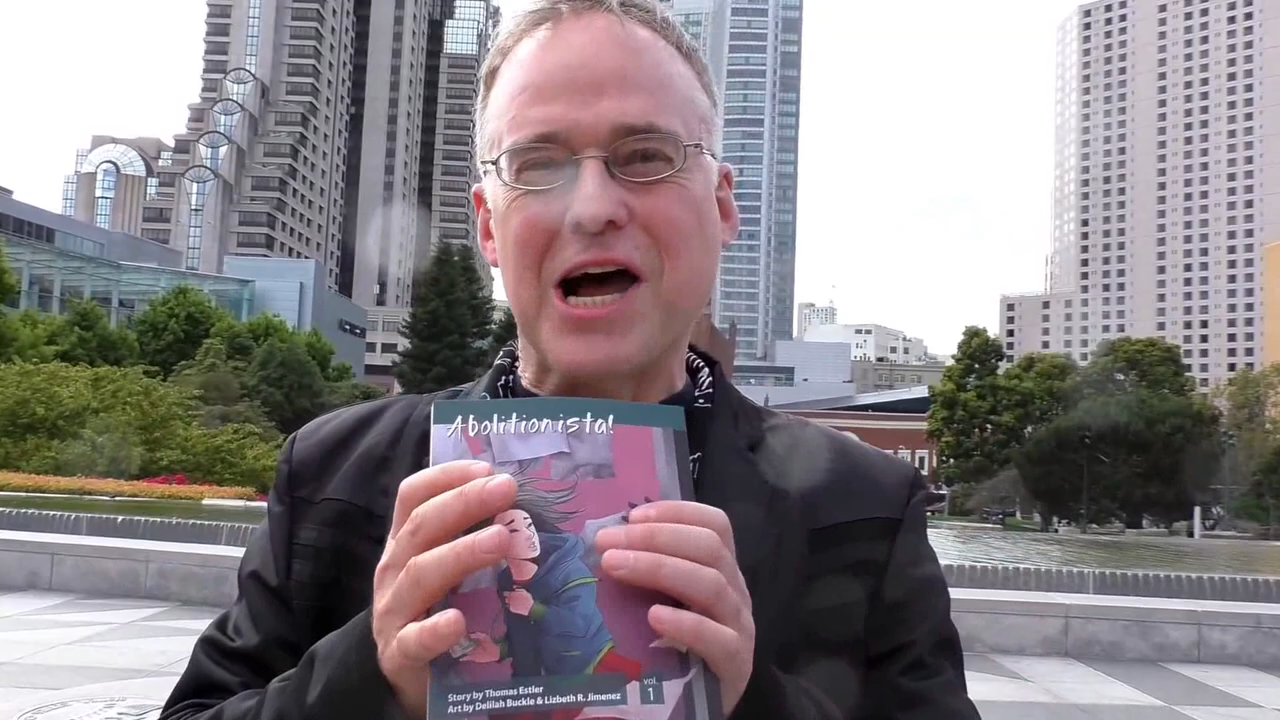 Abolitionista!
Story by Thomas Estler
Art by Delilah Buckle & Lizbeth R. Jimenez
vol.
1